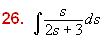 26. ∫ s/(2s + 3) ds